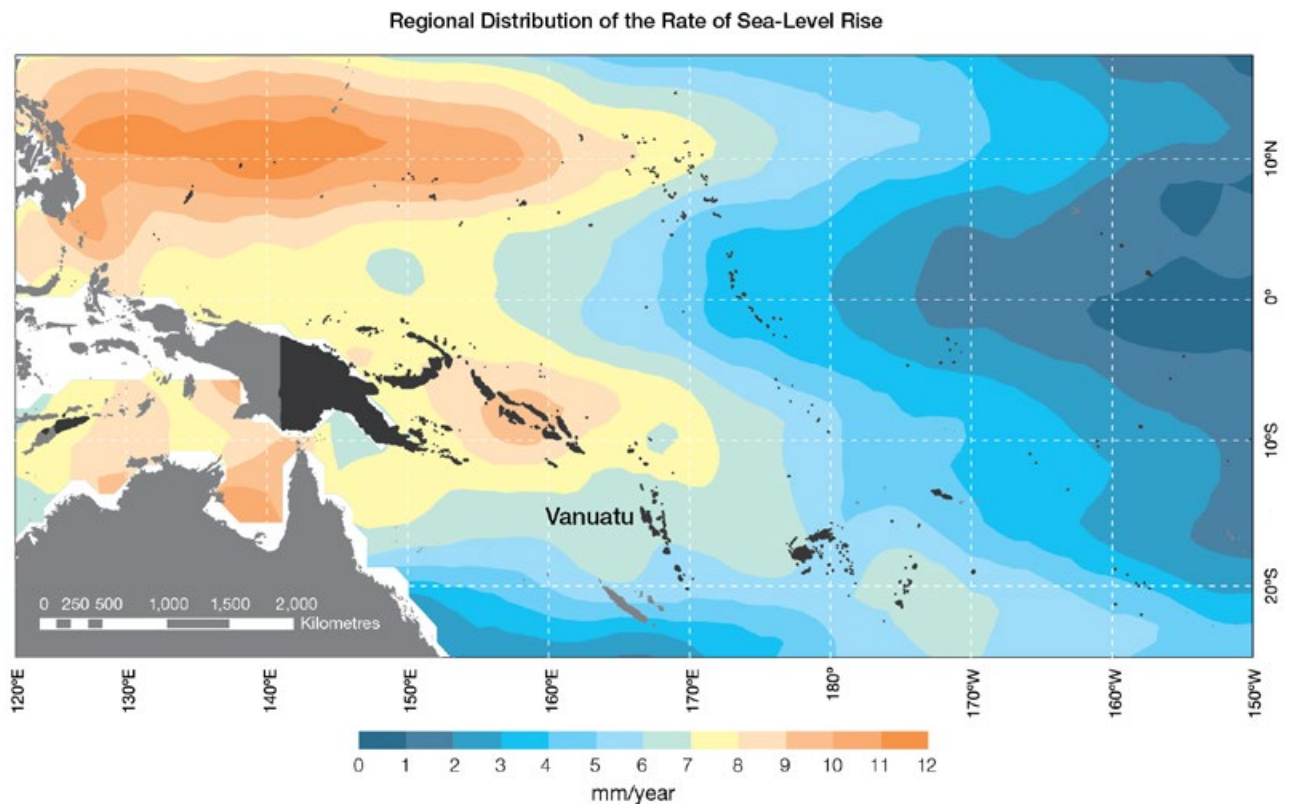 Regional Distribution of the Rate of Sea-Level Rise
10°N
0°
10°S
Vanuatu
20°S
0 250 500 1,000 1,500 2,000
Kilometres
120°E 130°E 140°E 150°E 160°E 170°E 180° 170°W 160°W 150°W
0 1 2 3 4 5 6 7 8 9 10 11 12
mm/year